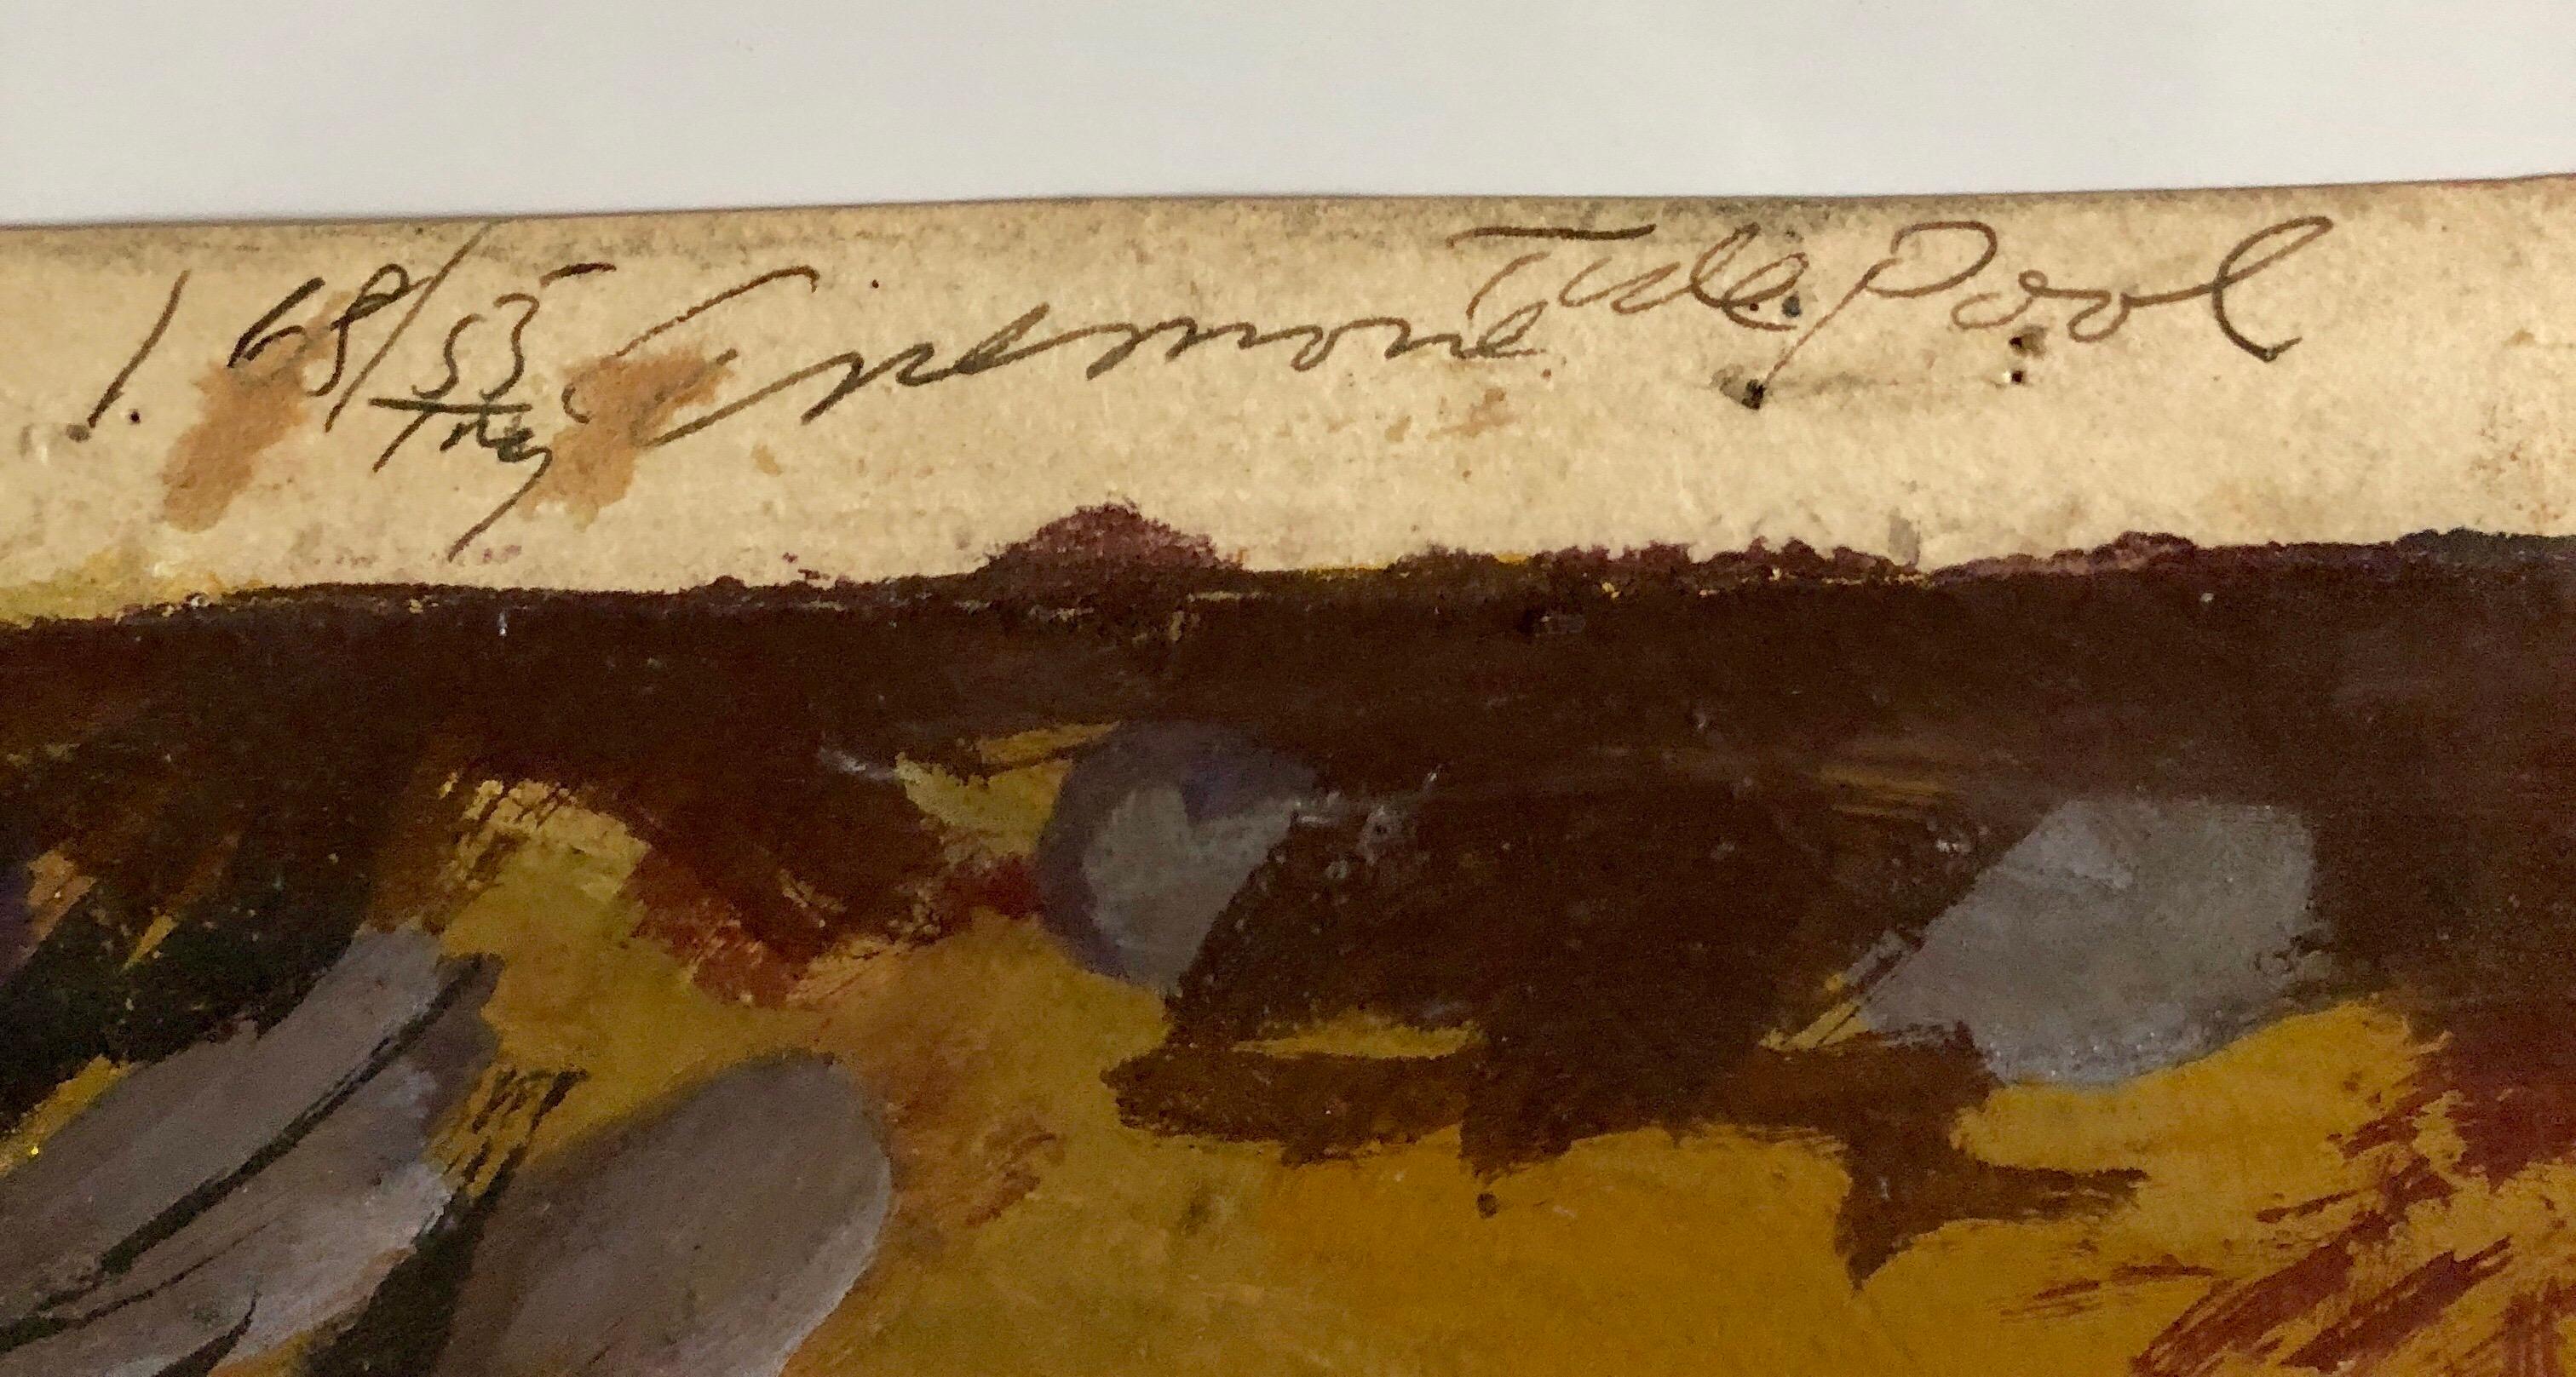 1. 68/53 Anemone Tide Pool